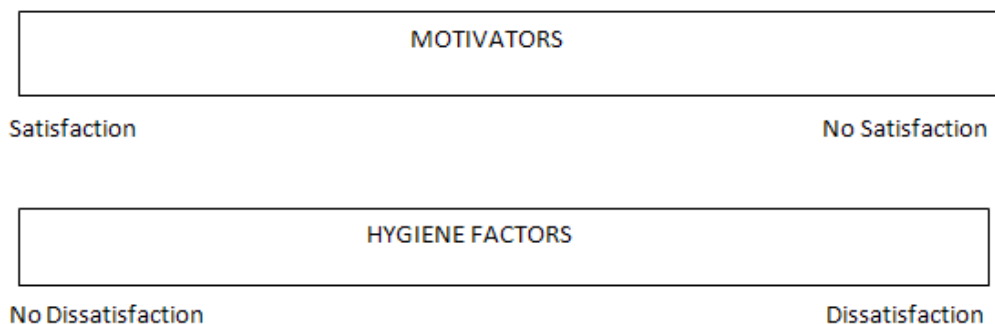 MOTIVATORS
Satisfaction No Satisfaction
HYGIENE FACTORS
No Dissatisfaction Dissatisfaction